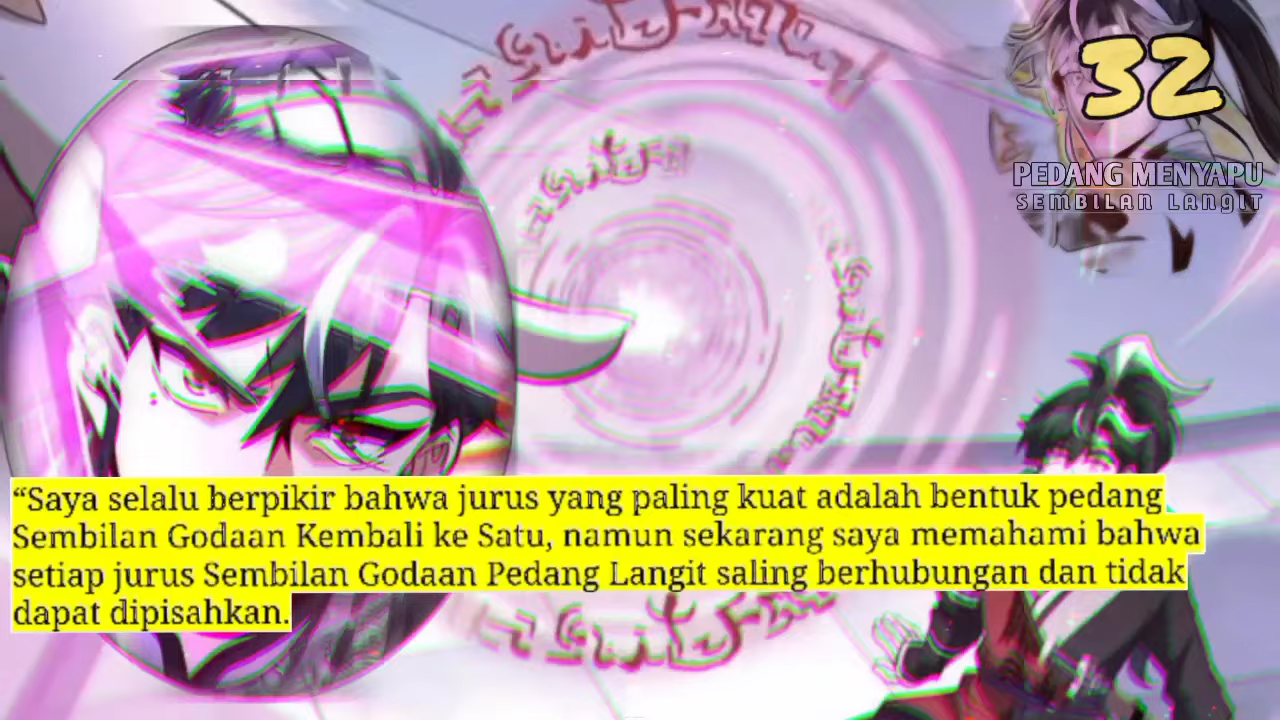 32
PEDANG MENYAPU
SEMBILAN LANGIT
“Saya selalu berpikir bahwa jurus yang paling kuat adalah bentuk pedang
Sembilan Godaan Kembali ke Satu, namun sekarang saya memahami bahwa
setiap jurus Sembilan Godaan Pedang Langit saling berhubungan dan tidak
dapat dipisahkan.